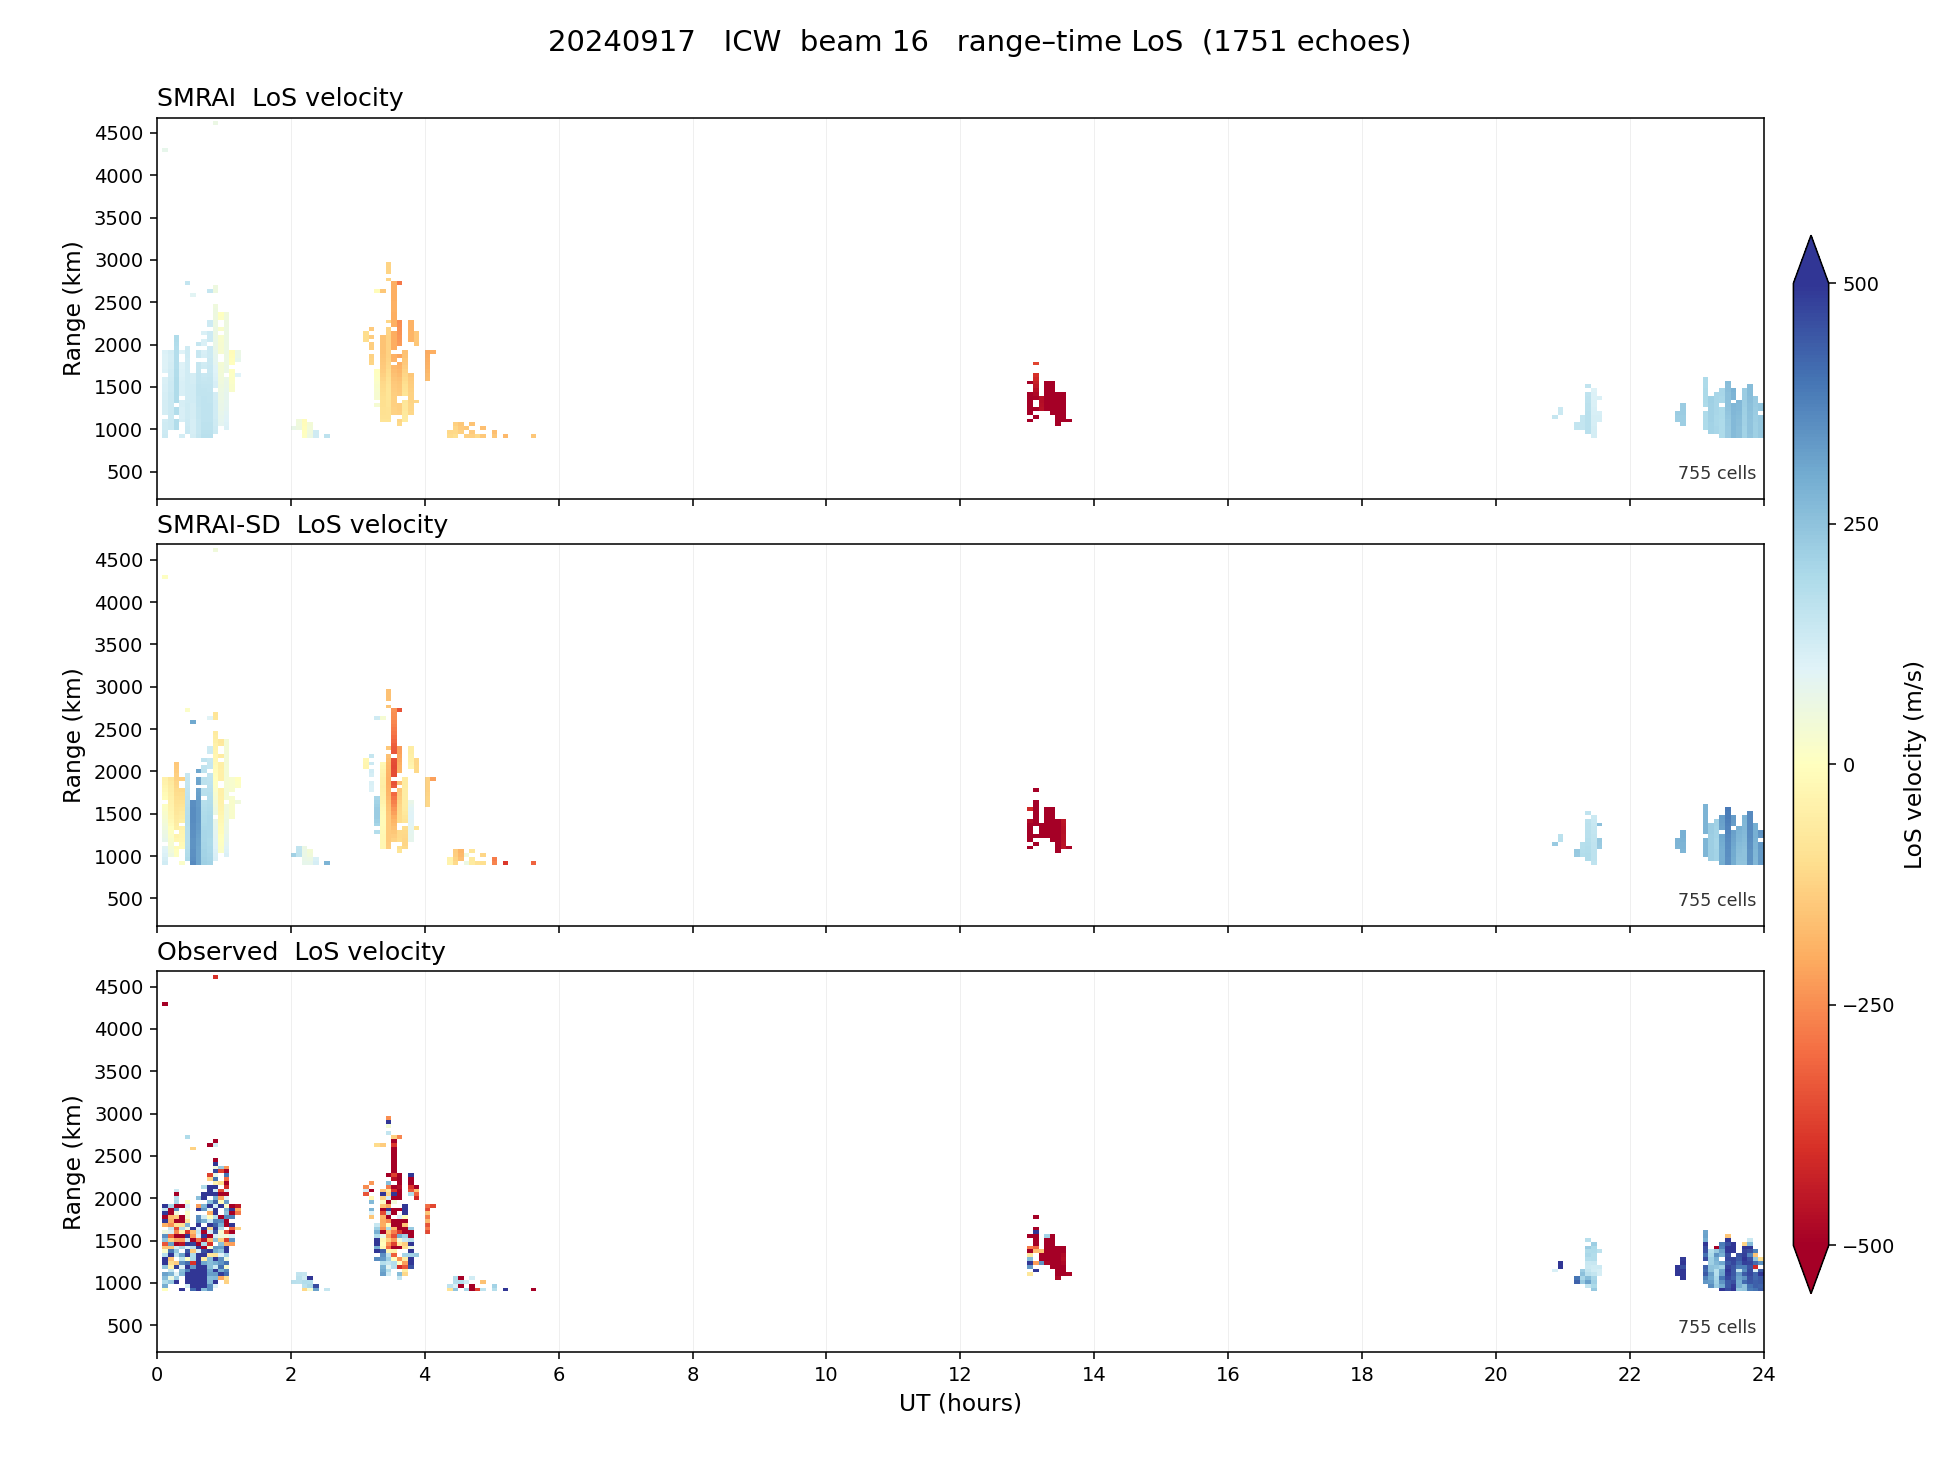 20240917   ICW  beam 16   range–time LoS  (1751 echoes)
SMRAI  LoS velocity
4500
4000
3500
3000
2500
2000
1500
1000
500
Range (km)
755 cells
SMRAI-SD  LoS velocity
4500
4000
3500
3000
2500
2000
1500
1000
500
Range (km)
755 cells
Observed  LoS velocity
4500
4000
3500
3000
2500
2000
1500
1000
500
Range (km)
755 cells
0 2 4 6 8 10 12 14 16 18 20 22 24
UT (hours)
500
250
0
−250
−500
LoS velocity (m/s)